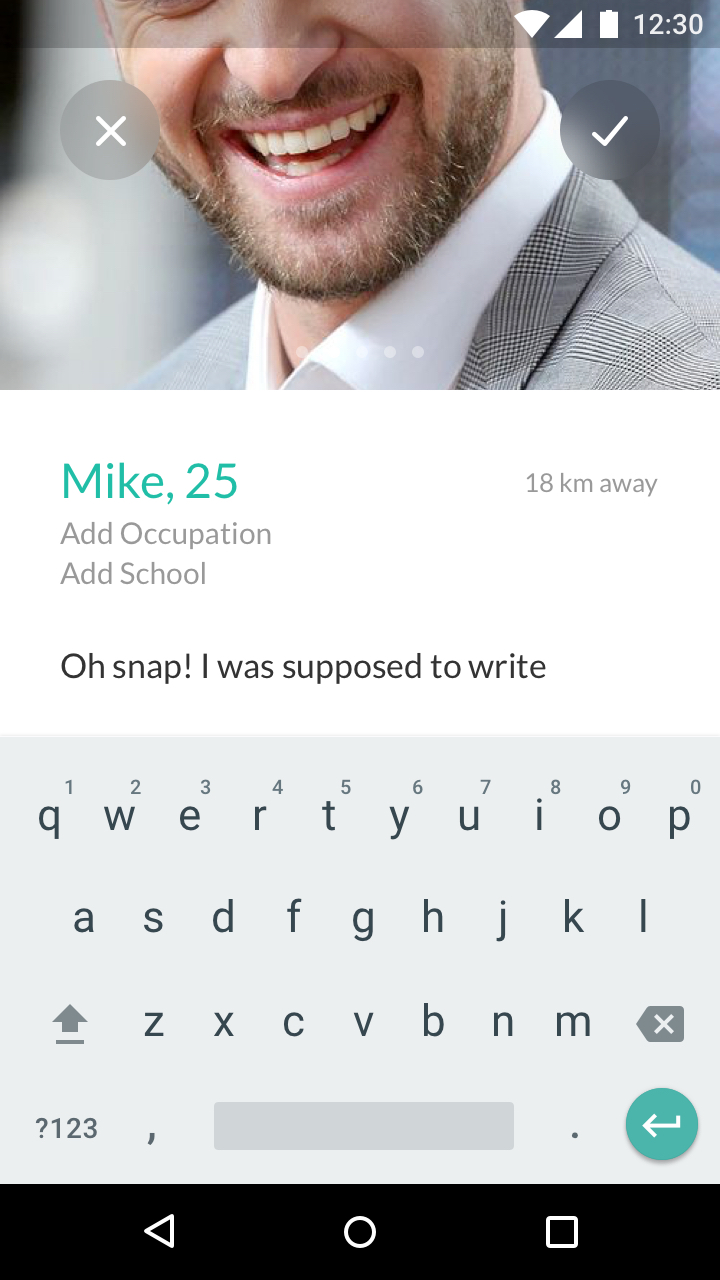 12:30
Mike, 25
18 km away
Add Occupation
Add School
Oh snap! I was supposed to write
1 2 3 4 5 6 7 8 9 0
q w e r t y u i o p
a s d f g h j k l
z x c v b n m
?123 , .